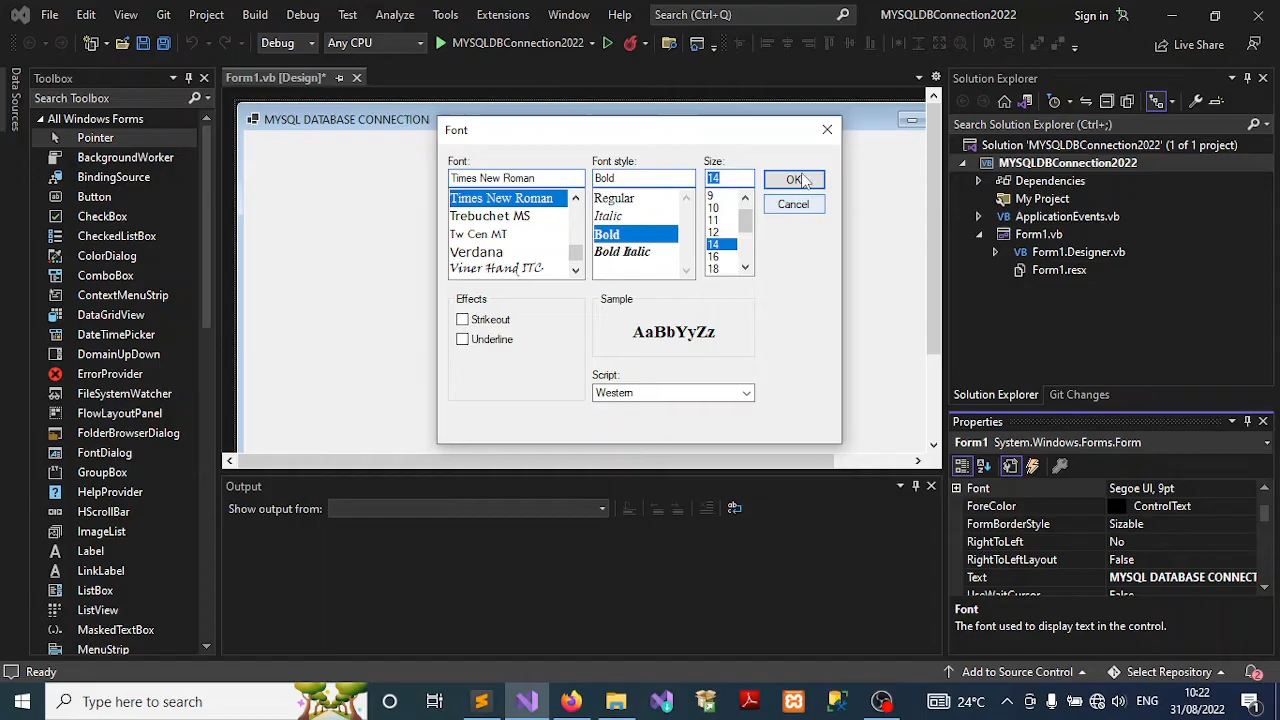 File Edit View Git Project Build Debug Test Analyze Tools Extensions Window Help Search (Ctrl+Q) MYSQLDBConnection2022 Sign in
Debug Any CPU MYSQLDBConnection2022 Live Share
Data Sources
Toolbox
Search Toolbox
All Windows Forms
Pointer
BackgroundWorker
BindingSource
Button
CheckBox
CheckedListBox
ColorDialog
ComboBox
ContextMenuStrip
DataGridView
DateTimePicker
DomainUpDown
ErrorProvider
FileSystemWatcher
FlowLayoutPanel
FolderBrowserDialog
FontDialog
GroupBox
HelpProvider
HScrollBar
ImageList
Label
LinkLabel
ListBox
ListView
MaskedTextBox
MenuStrip
Form1.vb [Design]*
MYSQL DATABASE CONNECTION
Font
Font:
Times New Roman
Times New Roman
Trebuchet MS
Tw Cen MT
Verdana
Viner Hand ITC
Font style:
Bold
Regular
Italic
Bold
Bold Italic
Size:
14
9
10
11
12
14
16
18
OK
Cancel
Effects
Strikeout
Underline
Sample
AaBbYyZz
Script:
Western
Output
Show output from:
Solution Explorer
Search Solution Explorer (Ctrl+;)
Solution 'MYSQLDBConnection2022' (1 of 1 project)
MYSQLDBConnection2022
Dependencies
My Project
ApplicationEvents.vb
Form1.vb
Form1.Designer.vb
Form1.resx
Solution Explorer Git Changes
Properties
Form1 System.Windows.Forms.Form
Font Segoe UI, 9pt
ForeColor ControlText
FormBorderStyle Sizable
RightToLeft No
RightToLeftLayout False
Text MYSQL DATABASE CONNECT
UseWaitCursor False
Font
The font used to display text in the control.
Ready Add to Source Control Select Repository 2
Type here to search 24°C ENG 10:22
31/08/2022